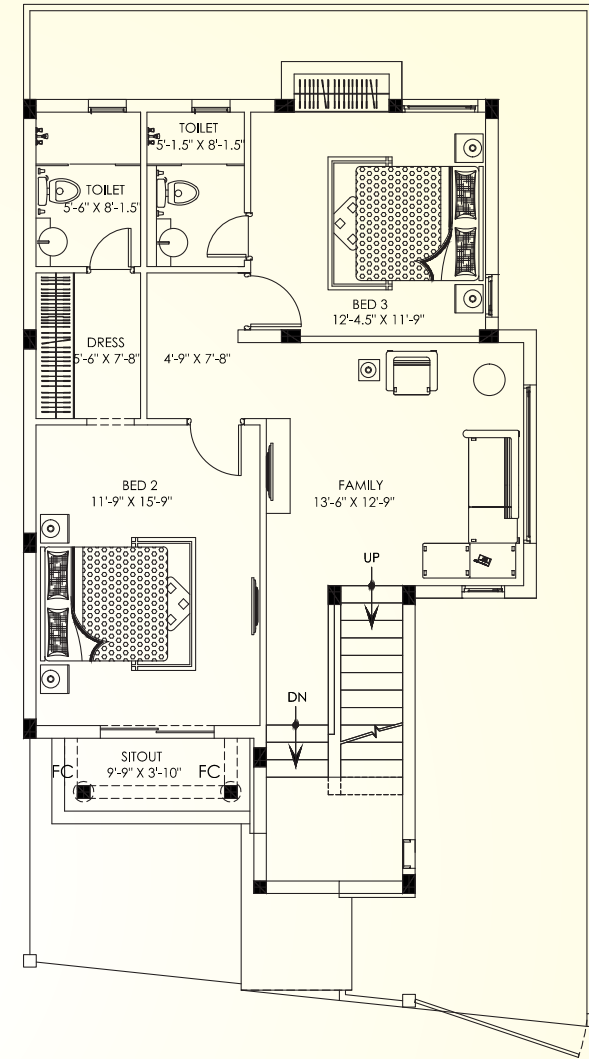 TOILET
5'-1.5" X 8'-1.5"
TOILET
5'-6" X 8'-1.5"
BED 3
12'-4.5" X 11'-9"
DRESS
5'-6" X 7'-8"
4'-9" X 7'-8"
BED 2
11'-9" X 15'-9"
FAMILY
13'-6" X 12'-9"
UP
DN
SITOUT
9'-9" X 3'-10"
FC
FC